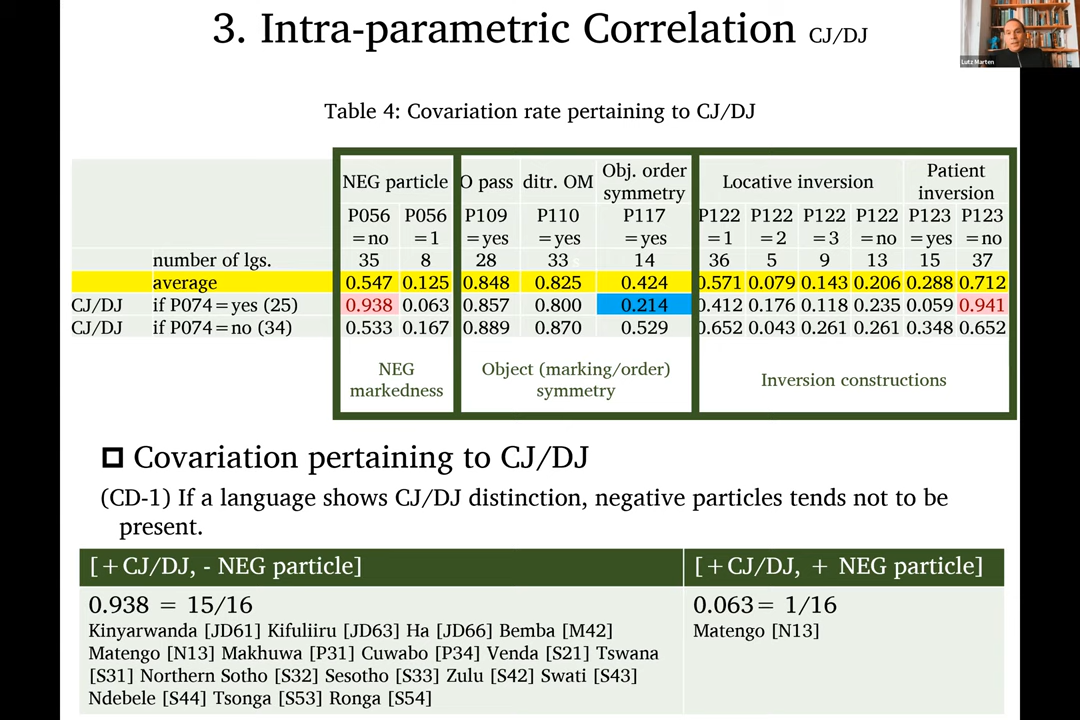 3. Intra-parametric Correlation CJ/DJ
Lutz Marten
Table 4: Covariation rate pertaining to CJ/DJ
NEG particle O pass ditr. OM Obj. order symmetry Locative inversion Patient inversion
P056 =no P056 =1 P109 =yes P110 =yes P117 =yes P122 =1 P122 =2 P122 =3 P122 =no P123 =yes P123 =no
number of lgs. 35 8 28 33 14 36 5 9 13 15 37
average 0.547 0.125 0.848 0.825 0.424 0.571 0.079 0.143 0.206 0.288 0.712
CJ/DJ if P074=yes (25) 0.938 0.063 0.857 0.800 0.214 0.412 0.176 0.118 0.235 0.059 0.941
CJ/DJ if P074=no (34) 0.533 0.167 0.889 0.870 0.529 0.652 0.043 0.261 0.261 0.348 0.652
NEG markedness
Object (marking/order) symmetry
Inversion constructions
Covariation pertaining to CJ/DJ
(CD-1) If a language shows CJ/DJ distinction, negative particles tends not to be
present.
[+CJ/DJ, - NEG particle] [+CJ/DJ, + NEG particle]
0.938 = 15/16
Kinyarwanda [JD61] Kifuliiru [JD63] Ha [JD66] Bemba [M42]
Matengo [N13] Makhuwa [P31] Cuwabo [P34] Venda [S21] Tswana
[S31] Northern Sotho [S32] Sesotho [S33] Zulu [S42] Swati [S43]
Ndebele [S44] Tsonga [S53] Ronga [S54]
0.063= 1/16
Matengo [N13]